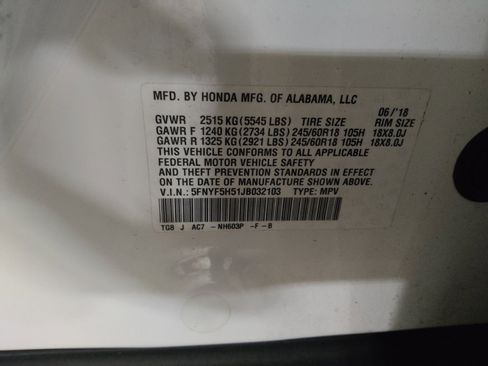 MFD. BY HONDA MFG. OF ALABAMA, LLC
06/'18
GVWR 2515 KG(5545 LBS) TIRE SIZE RIM SIZE
GAWR F 1240 KG(2734 LBS)245/60R18 105H 18X8.0J
GAWR R 1325 KG(2921 LBS)245/60R18 105H 18X8.0J
THIS VEHICLE CONFORMS TO ALL APPLICABLE
FEDERAL MOTOR VEHICLE SAFETY
AND THEFT PREVENTION STANDARDS IN EFFECT
ON THE DATE OF MANUFACTURE SHOWN ABOVE.
V.I.N.: 5FNYF5H51JB032103 TYPE: MPV
TG8 J AC7 - NH603P -F -B